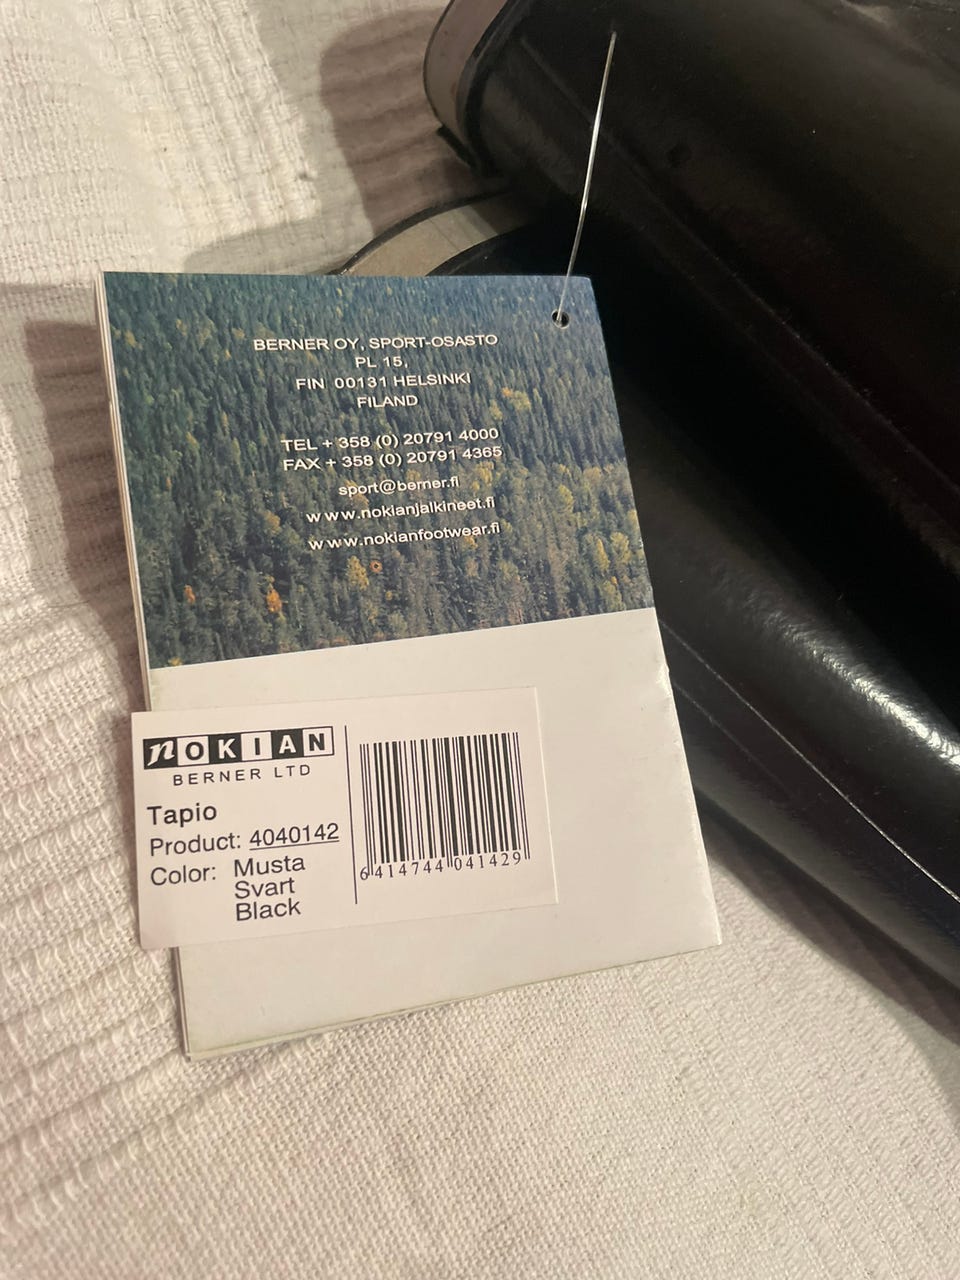 BERNER OY, SPORT-OSASTO
PL 15,
FIN 00131 HELSINKI
FILAND
TEL + 358 (0) 20791 4000
FAX + 358 (0) 20791 4365
sport@berner.fi
www.nokianjalkineet.fi
www.nokianfootwear.fi
NOKIAN
BERNER LTD
Tapio
Product: 4040142
Color: Musta
Svart
Black
6 414744 041429